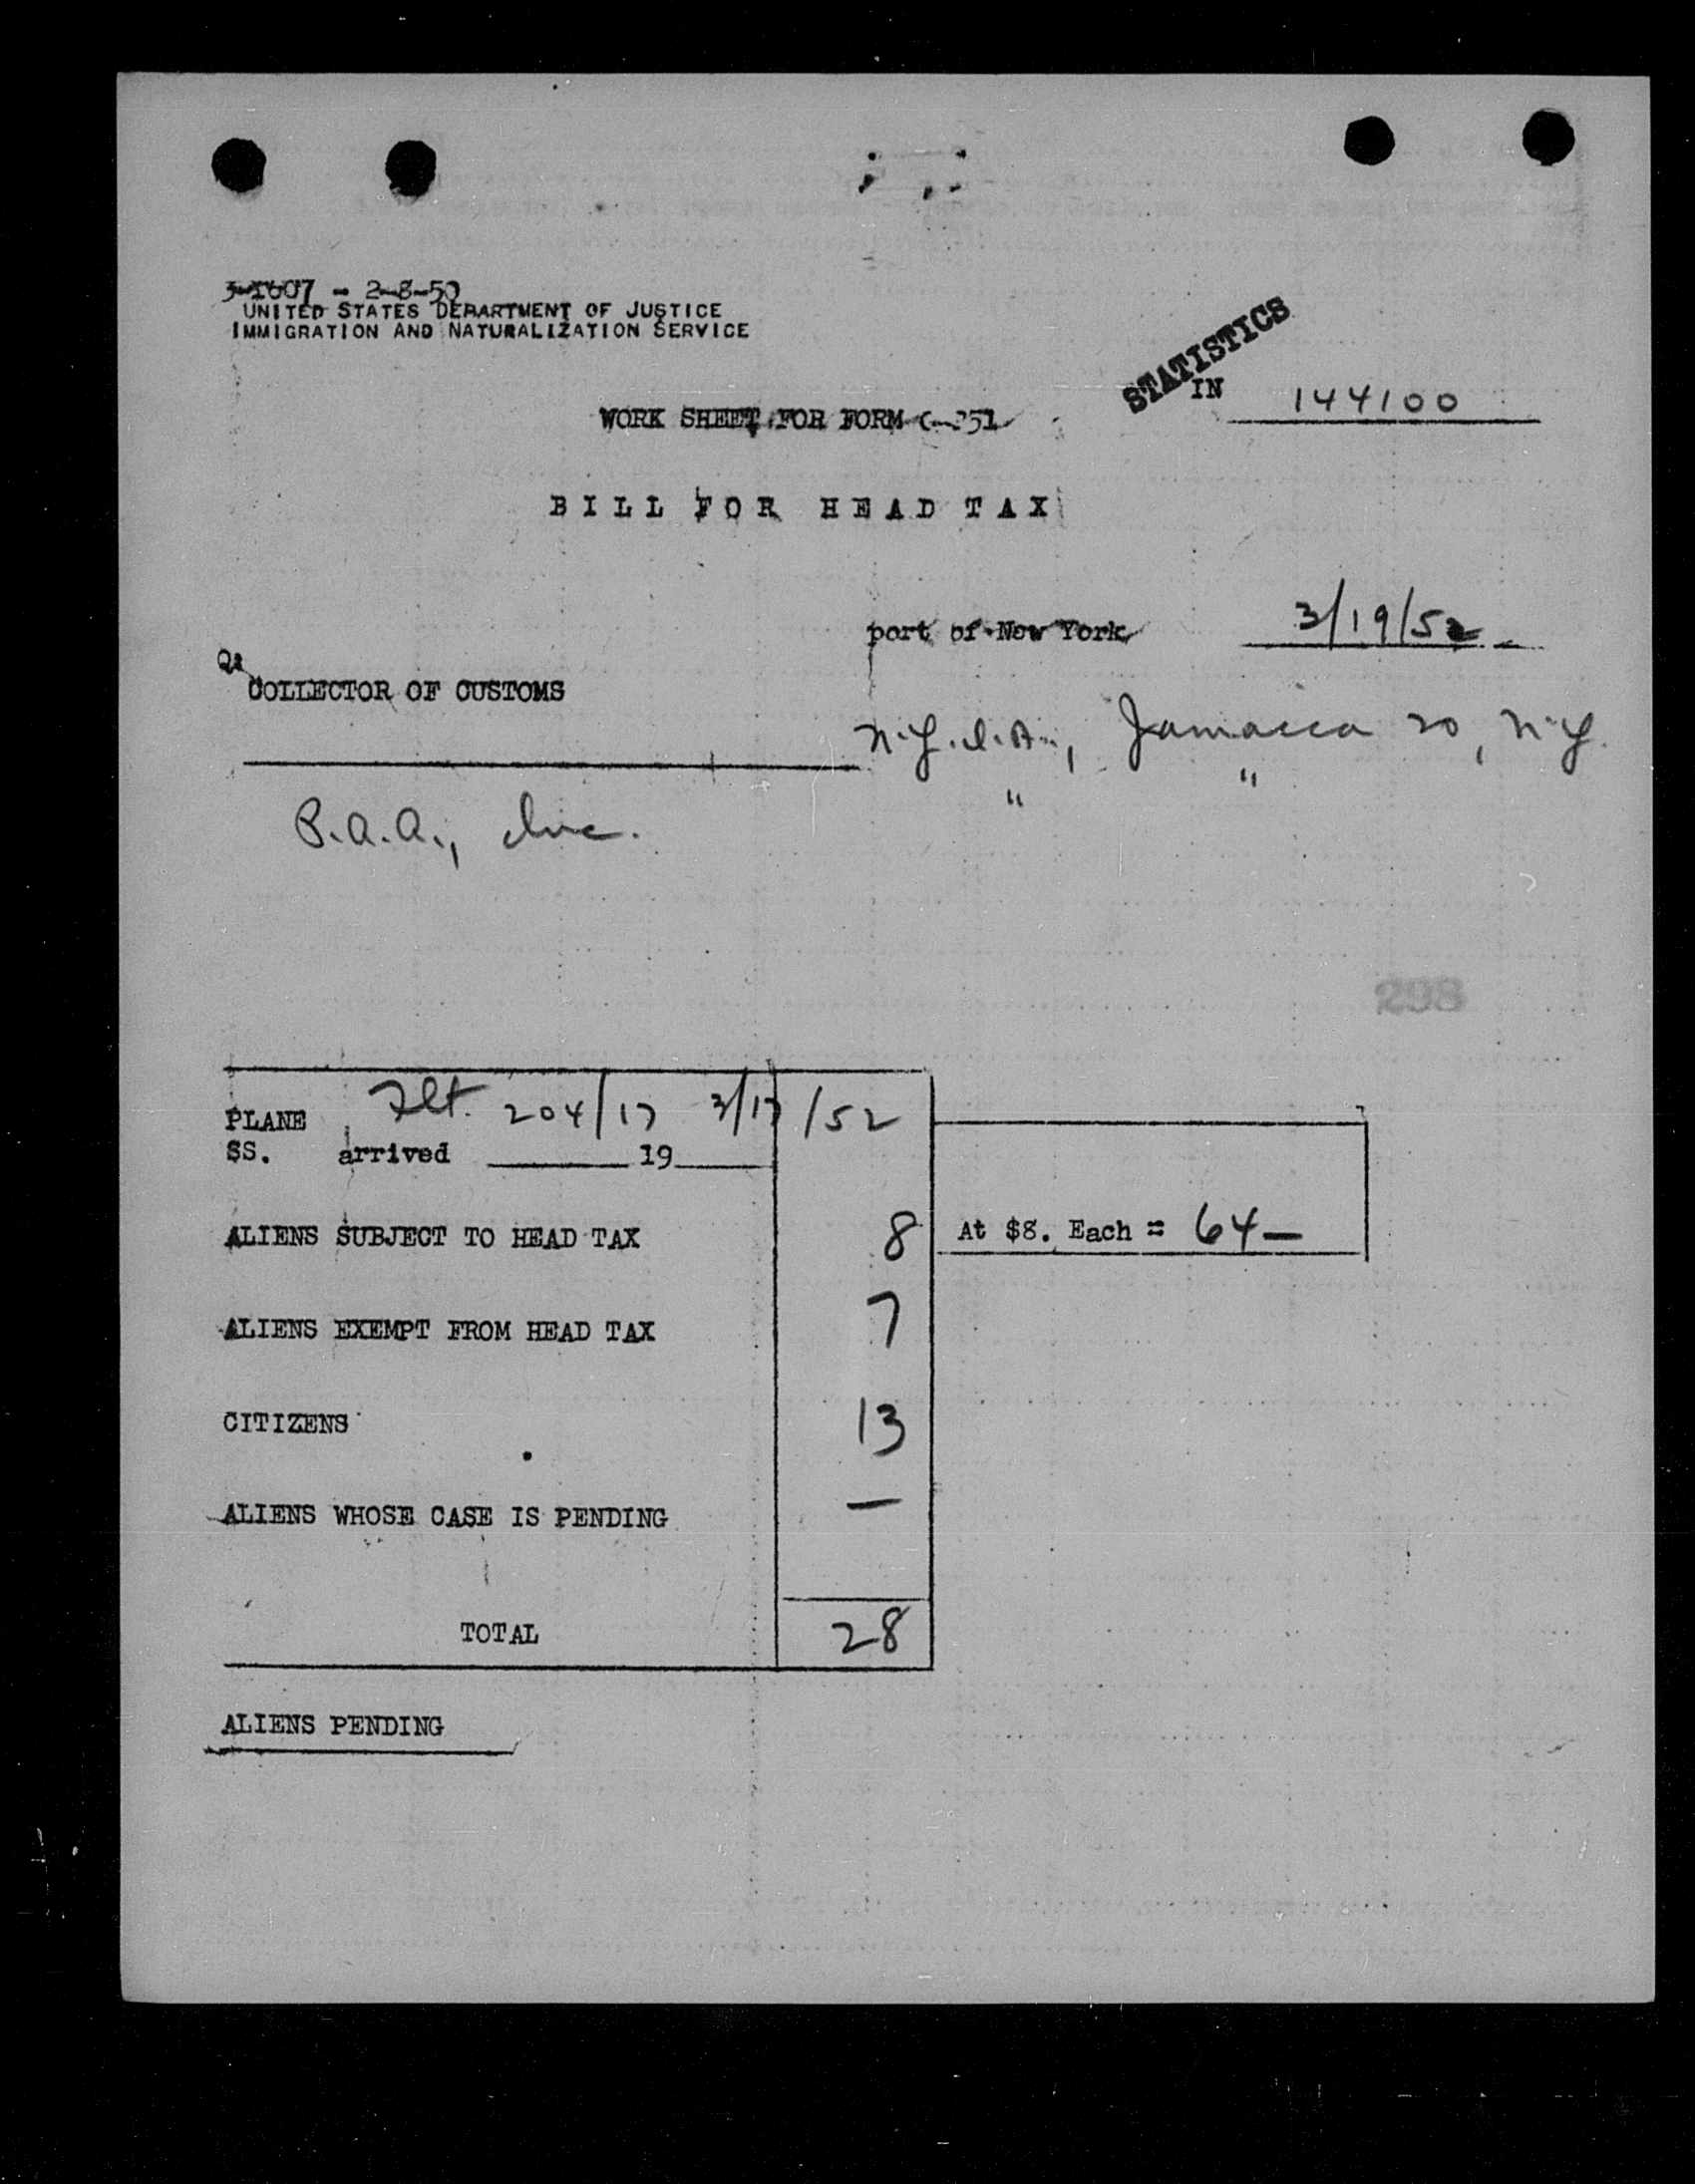 3-1607 - 2-8-50
UNITED STATES DEPARTMENT OF JUSTICE
IMMIGRATION AND NATURALIZATION SERVICE
STATISTICS
IN 144100
WORK SHEET FOR FORM G-251
BILL FOR HEAD TAX
port of New York 3/19/52
COLLECTOR OF CUSTOMS
N.Y.I.A., Jamaica 20, N.Y.
" "
P.A.A., Inc.
298
PLANE Flt. 204/17 3/17/52
SS. arrived ________ 19____
ALIENS SUBJECT TO HEAD TAX 8 At $8. Each = 64—
ALIENS EXEMPT FROM HEAD TAX 7
CITIZENS 13
ALIENS WHOSE CASE IS PENDING —
TOTAL 28
ALIENS PENDING